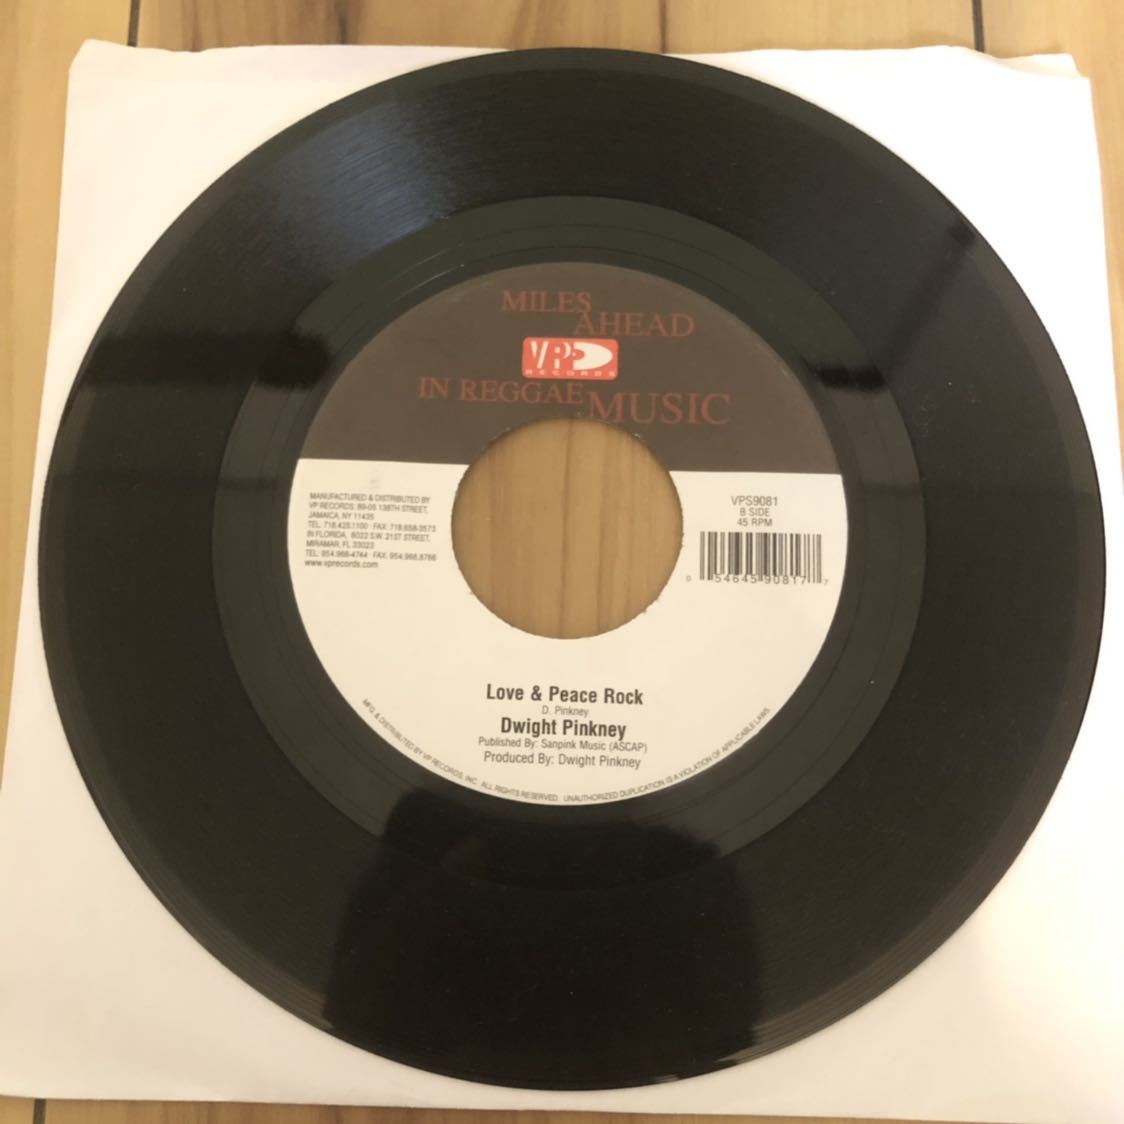 MILES
AHEAD
VP
RECORDS
IN REGGAE MUSIC
MANUFACTURED & DISTRIBUTED BY
VP RECORDS: 89-05 138TH STREET,
JAMAICA, NY 11435
TEL: 718.425.1100 · FAX: 718.658-3573
IN FLORIDA, 6022 S.W. 21ST STREET,
MIRAMAR, FL 33023
TEL: 954.966-4744 · FAX: 954.966.8766
www.vprecords.com
VPS9081
B SIDE
45 RPM
0 54645 90817 7
Love & Peace Rock
D. Pinkney
Dwight Pinkney
Published By: Sanpink Music (ASCAP)
Produced By: Dwight Pinkney
MFG. & DISTRIBUTED BY VP RECORDS, INC. ALL RIGHTS RESERVED. UNAUTHORIZED DUPLICATION IS A VIOLATION OF APPLICABLE LAWS.